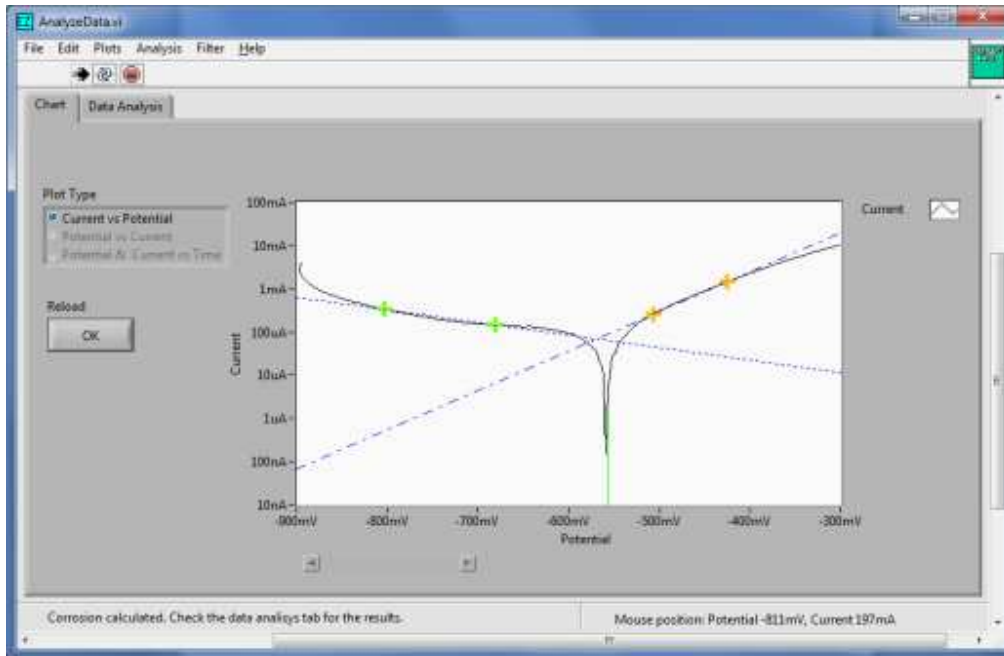 AnalyseData.vi
File Edit Plots Analysis Filter Help
Chart Data Analysis
Plot Type
Current vs Potential
Potential vs Current
Potential & Current vs Time
Reload
OK
Current
100mA
10mA
1mA
100uA
10uA
1uA
100nA
10nA
Current
-900mV -800mV -700mV -600mV -500mV -400mV -300mV
Potential
Corrosion calculated. Check the data analisys tab for the results.
Mouse position: Potential -811mV, Current 197mA